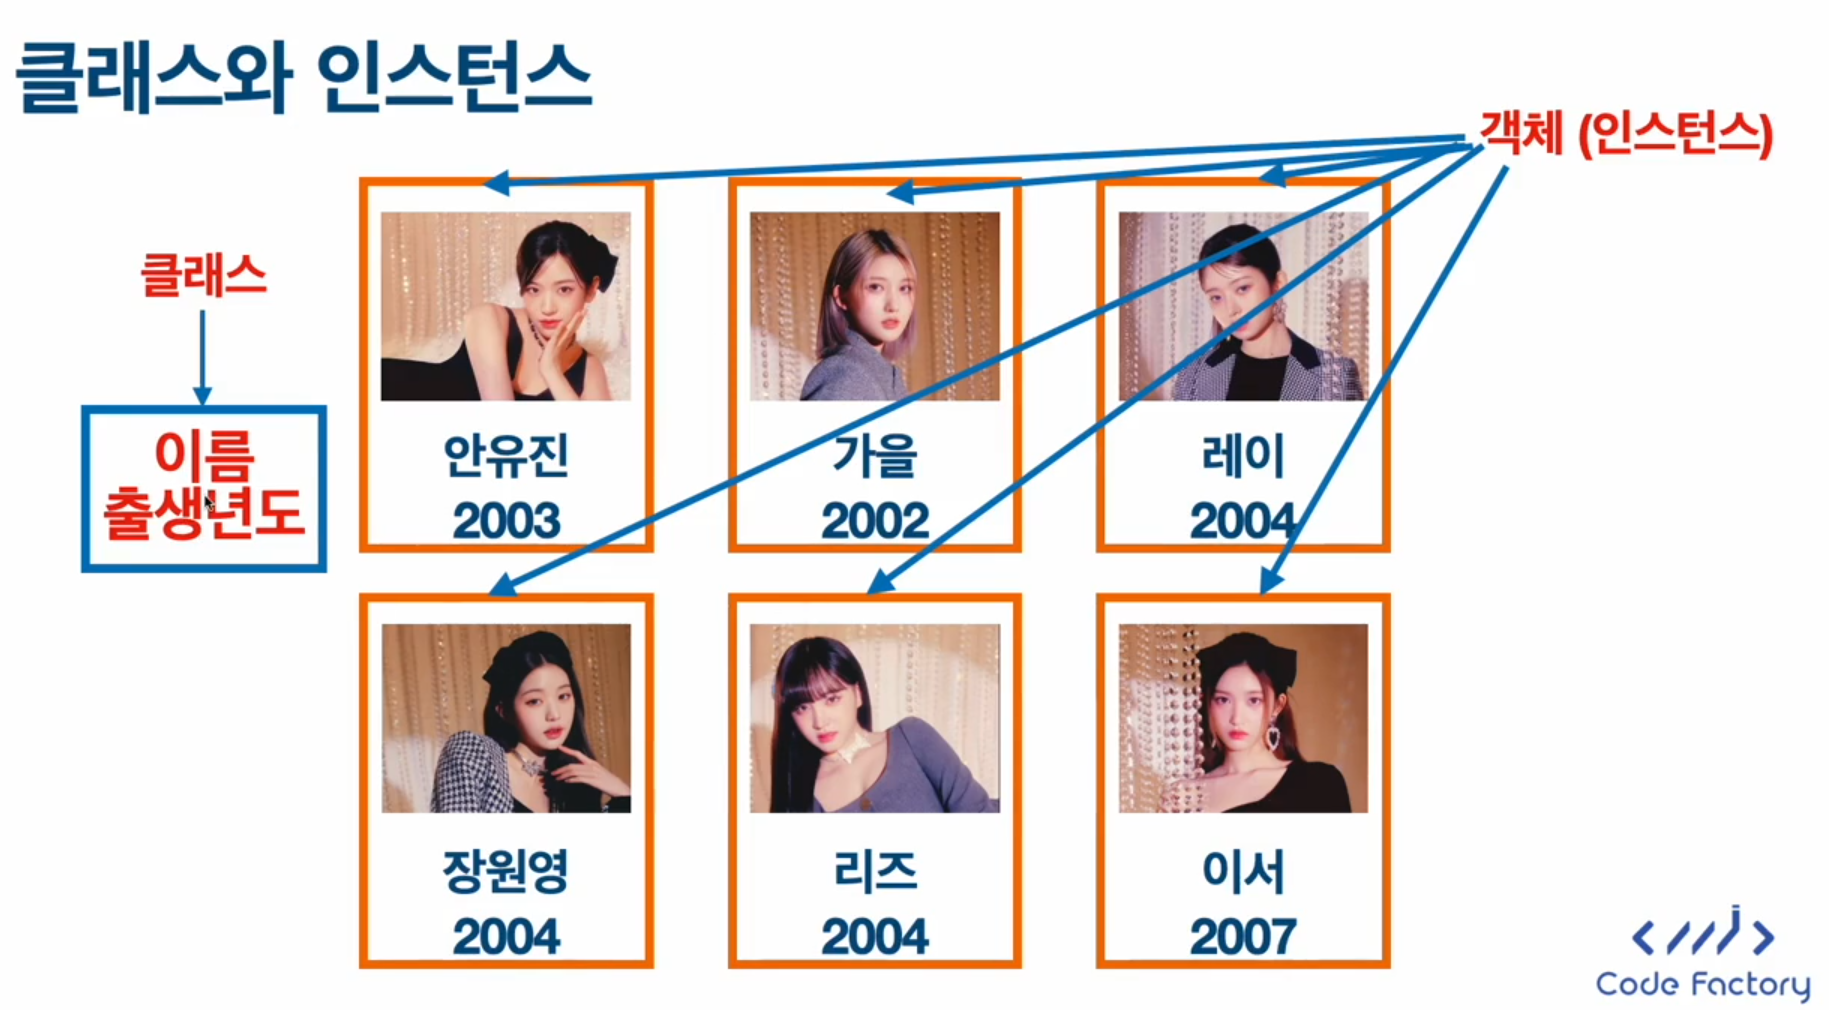 클래스와 인스턴스
객체 (인스턴스)
클래스
이름
출생년도
안유진
2003
가을
2002
레이
2004
장원영
2004
리즈
2004
이서
2007
Code Factory